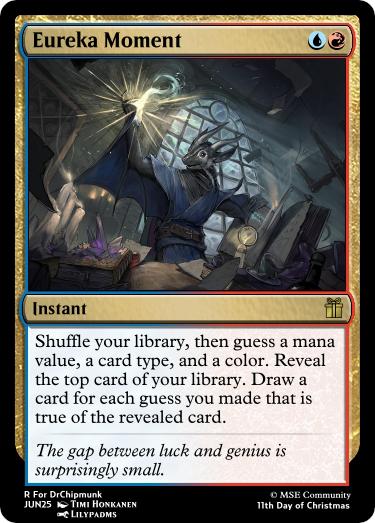 Eureka Moment
Instant
Shuffle your library, then guess a mana
value, a card type, and a color. Reveal
the top card of your library. Draw a
card for each guess you made that is
true of the revealed card.
The gap between luck and genius is
surprisingly small.
R For DrChipmunk
© MSE Community
JUN25 Timi Honkanen
11th Day of Christmas
Lilypadms